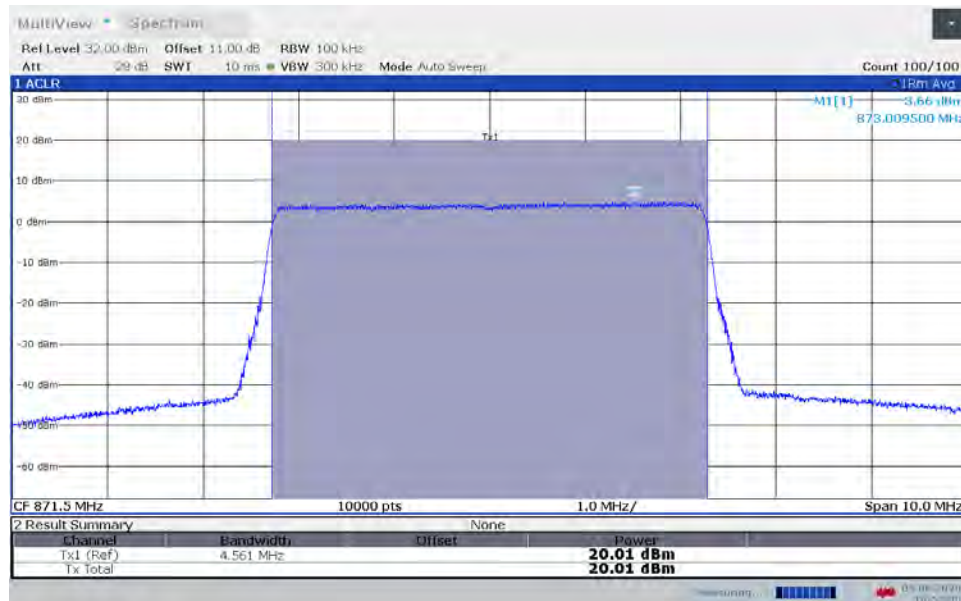 MultiView Spectrum
Ref Level 32.00 dBm Offset 11.00 dB RBW 100 kHz
Att 29 dB SWT 10 ms VBW 300 kHz Mode Auto Sweep Count 100/100
1 ACLR 1Rm Avg
30 dBm M1[1] 3.66 dBm
873.009500 MHz
20 dBm Tx1
10 dBm
0 dBm
-10 dBm
-20 dBm
-30 dBm
-40 dBm
-50 dBm
-60 dBm
CF 871.5 MHz 10000 pts 1.0 MHz/ Span 10.0 MHz
2 Result Summary None
Channel Bandwidth Offset Power
Tx1 (Ref) 4.561 MHz 20.01 dBm
Tx Total 20.01 dBm
Measuring...